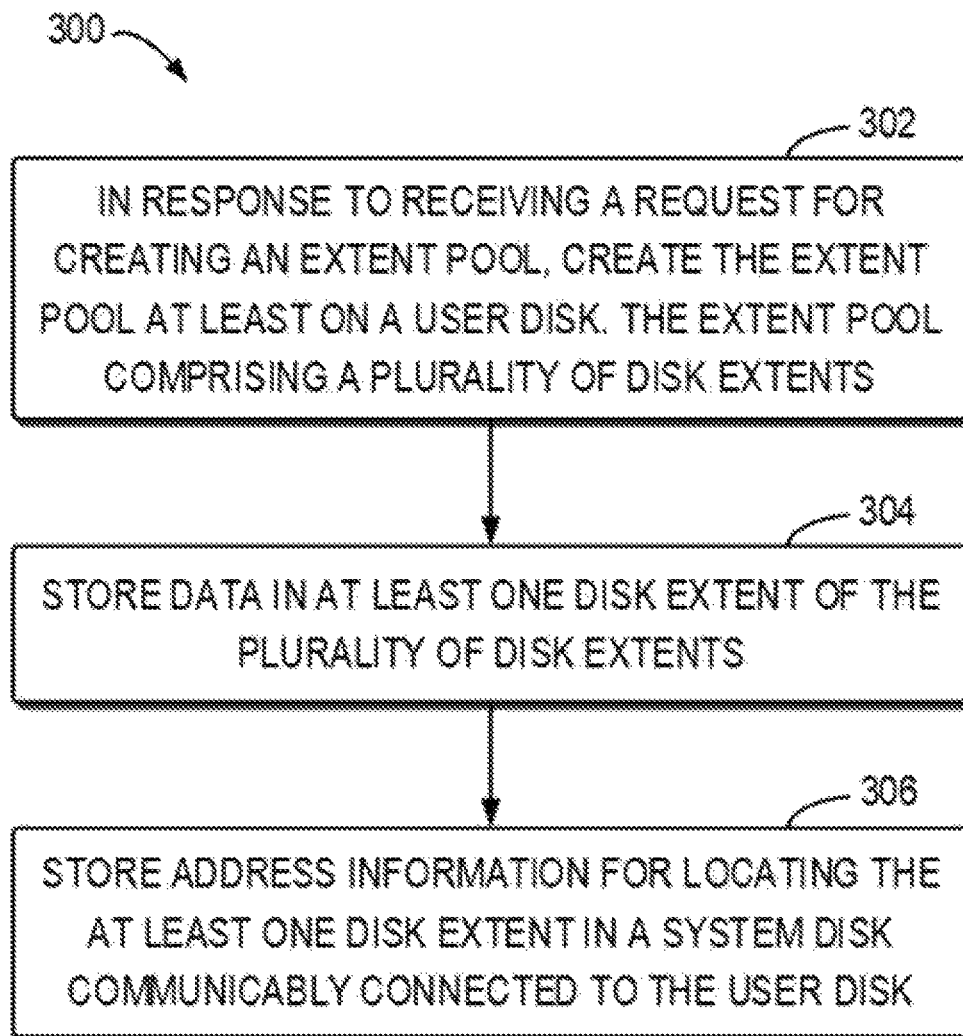 300
302
IN RESPONSE TO RECEIVING A REQUEST FOR
CREATING AN EXTENT POOL, CREATE THE EXTENT
POOL AT LEAST ON A USER DISK. THE EXTENT POOL
COMPRISING A PLURALITY OF DISK EXTENTS
304
STORE DATA IN AT LEAST ONE DISK EXTENT OF THE
PLURALITY OF DISK EXTENTS
306
STORE ADDRESS INFORMATION FOR LOCATING THE
AT LEAST ONE DISK EXTENT IN A SYSTEM DISK
COMMUNICABLY CONNECTED TO THE USER DISK